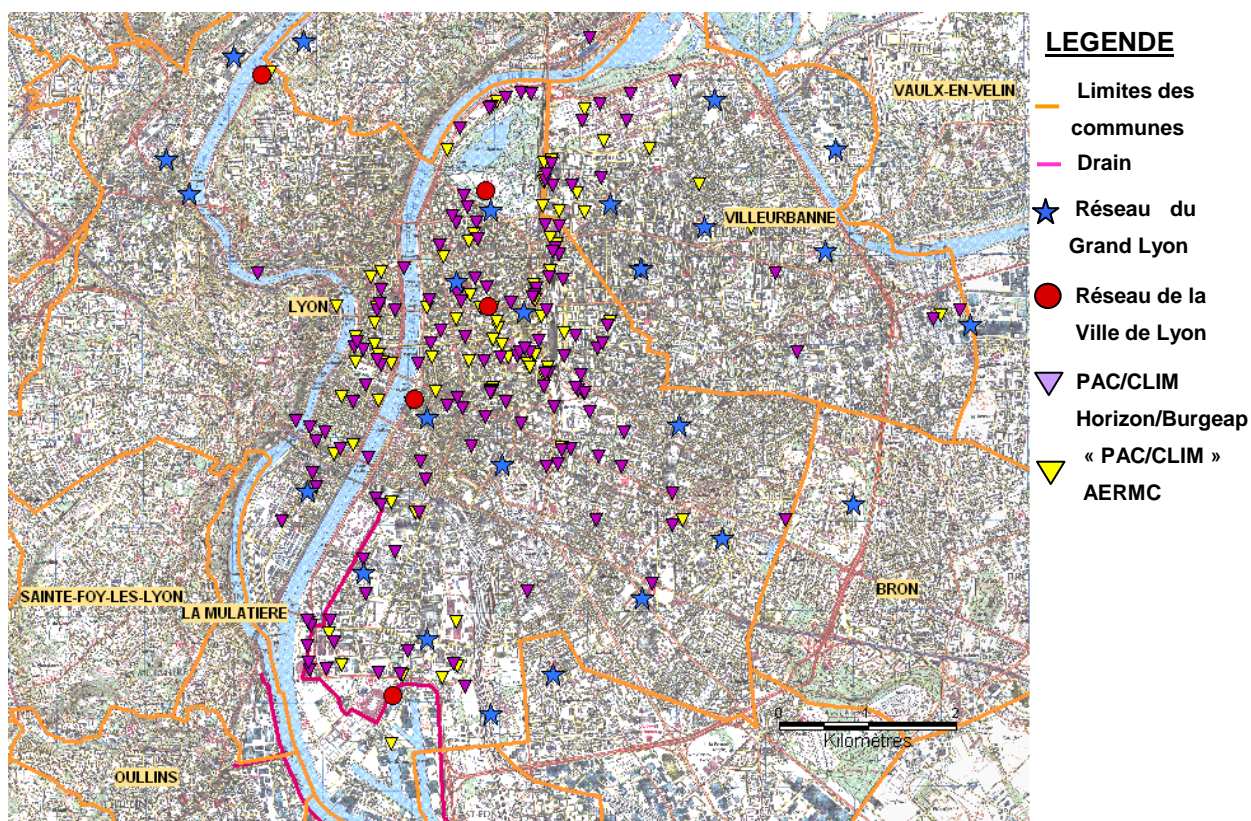 LEGENDE
Limites des
communes
Drain
Réseau du
Grand Lyon
Réseau de la
Ville de Lyon
PAC/CLIM
Horizon/Burgeap
« PAC/CLIM »
AERMC
VAULX-EN-VELIN
VILLEURBANNE
LYON
SAINTE-FOY-LES-LYON
LA MULATIERE
BRON
OULLINS
0 1 2
Kilomètres